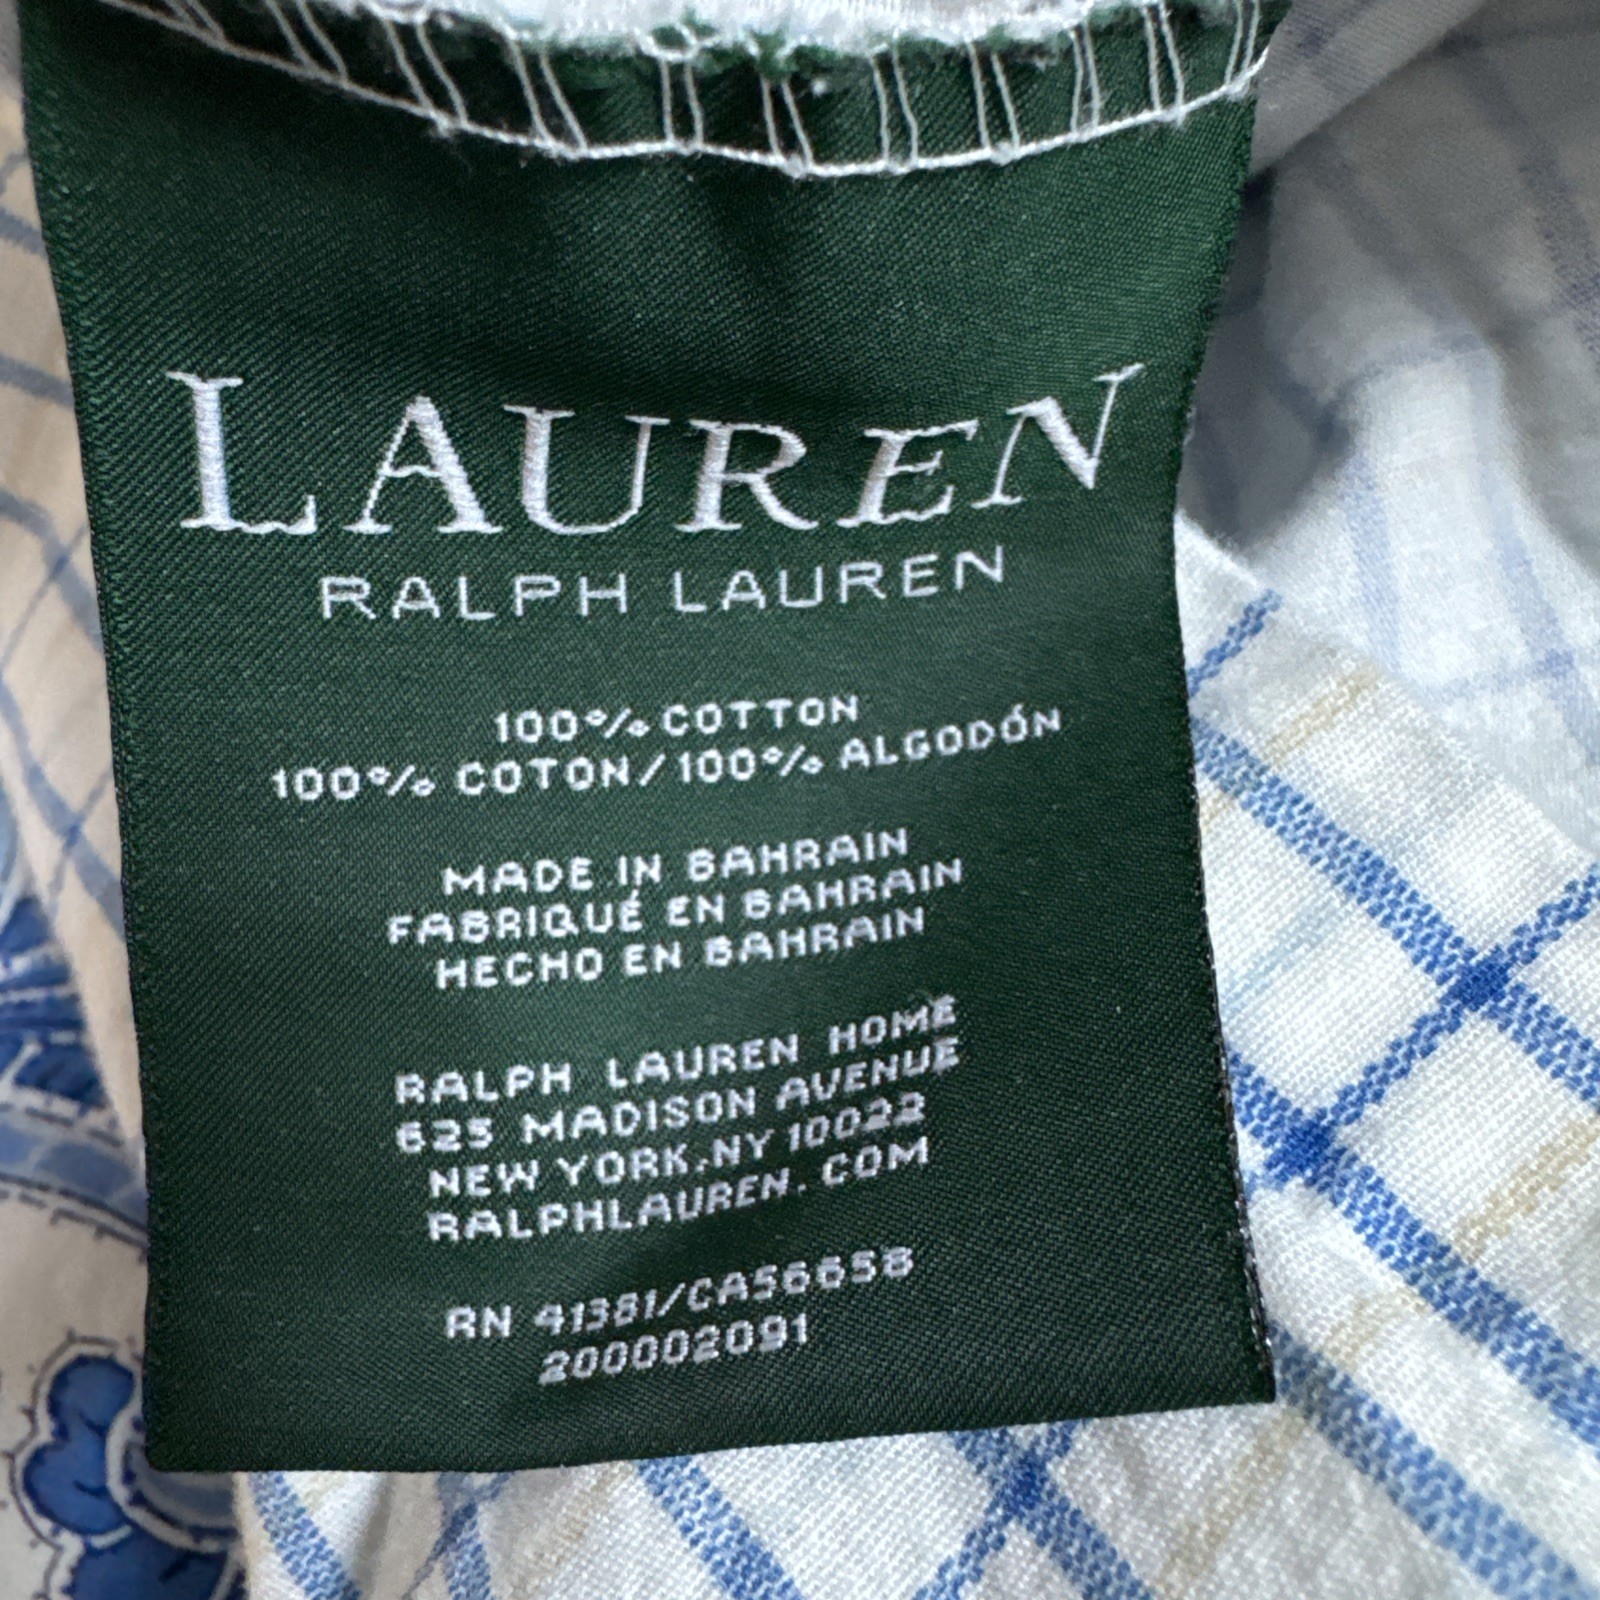 LAUREN
RALPH LAUREN
100% COTTON
100% COTON/100% ALGODÓN
MADE IN BAHRAIN
FABRIQUÉ EN BAHRAIN
HECHO EN BAHRAIN
RALPH LAUREN HOME
625 MADISON AVENUE
NEW YORK,NY 10022
RALPHLAUREN.COM
RN 41381/CA56658
200002091